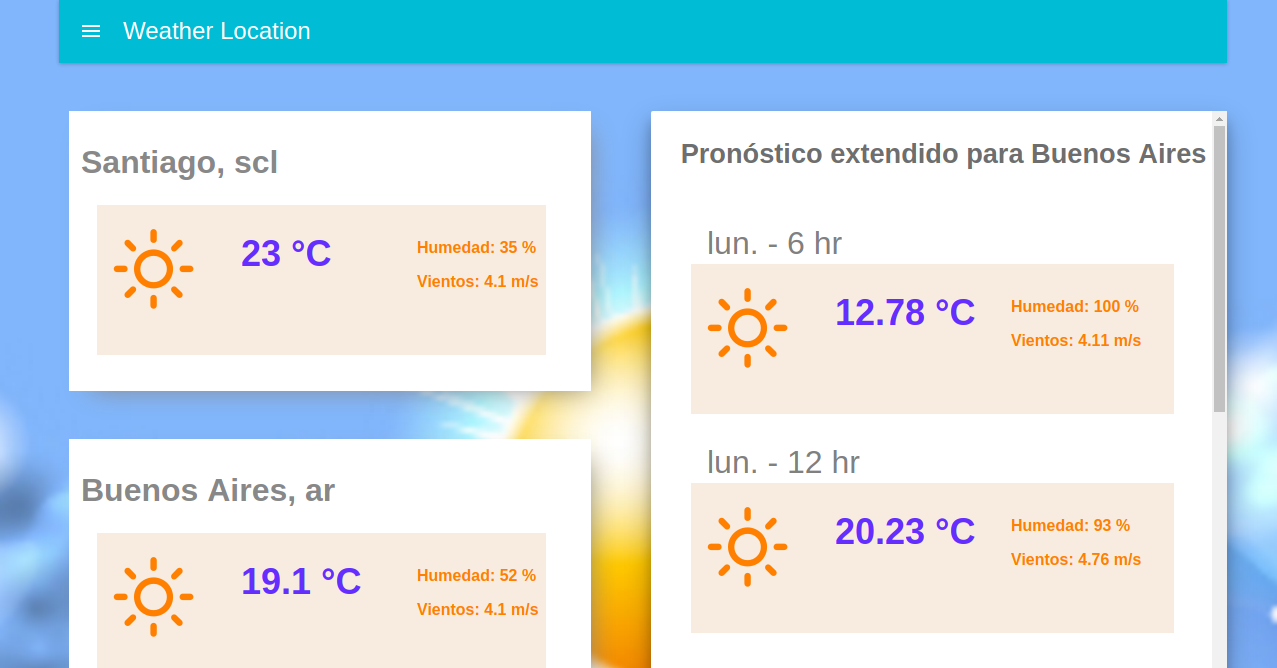 Weather Location
Santiago, scl
23 °C
Humedad: 35 %
Vientos: 4.1 m/s
Buenos Aires, ar
19.1 °C
Humedad: 52 %
Vientos: 4.1 m/s
Pronóstico extendido para Buenos Aires
lun. - 6 hr
12.78 °C
Humedad: 100 %
Vientos: 4.11 m/s
lun. - 12 hr
20.23 °C
Humedad: 93 %
Vientos: 4.76 m/s